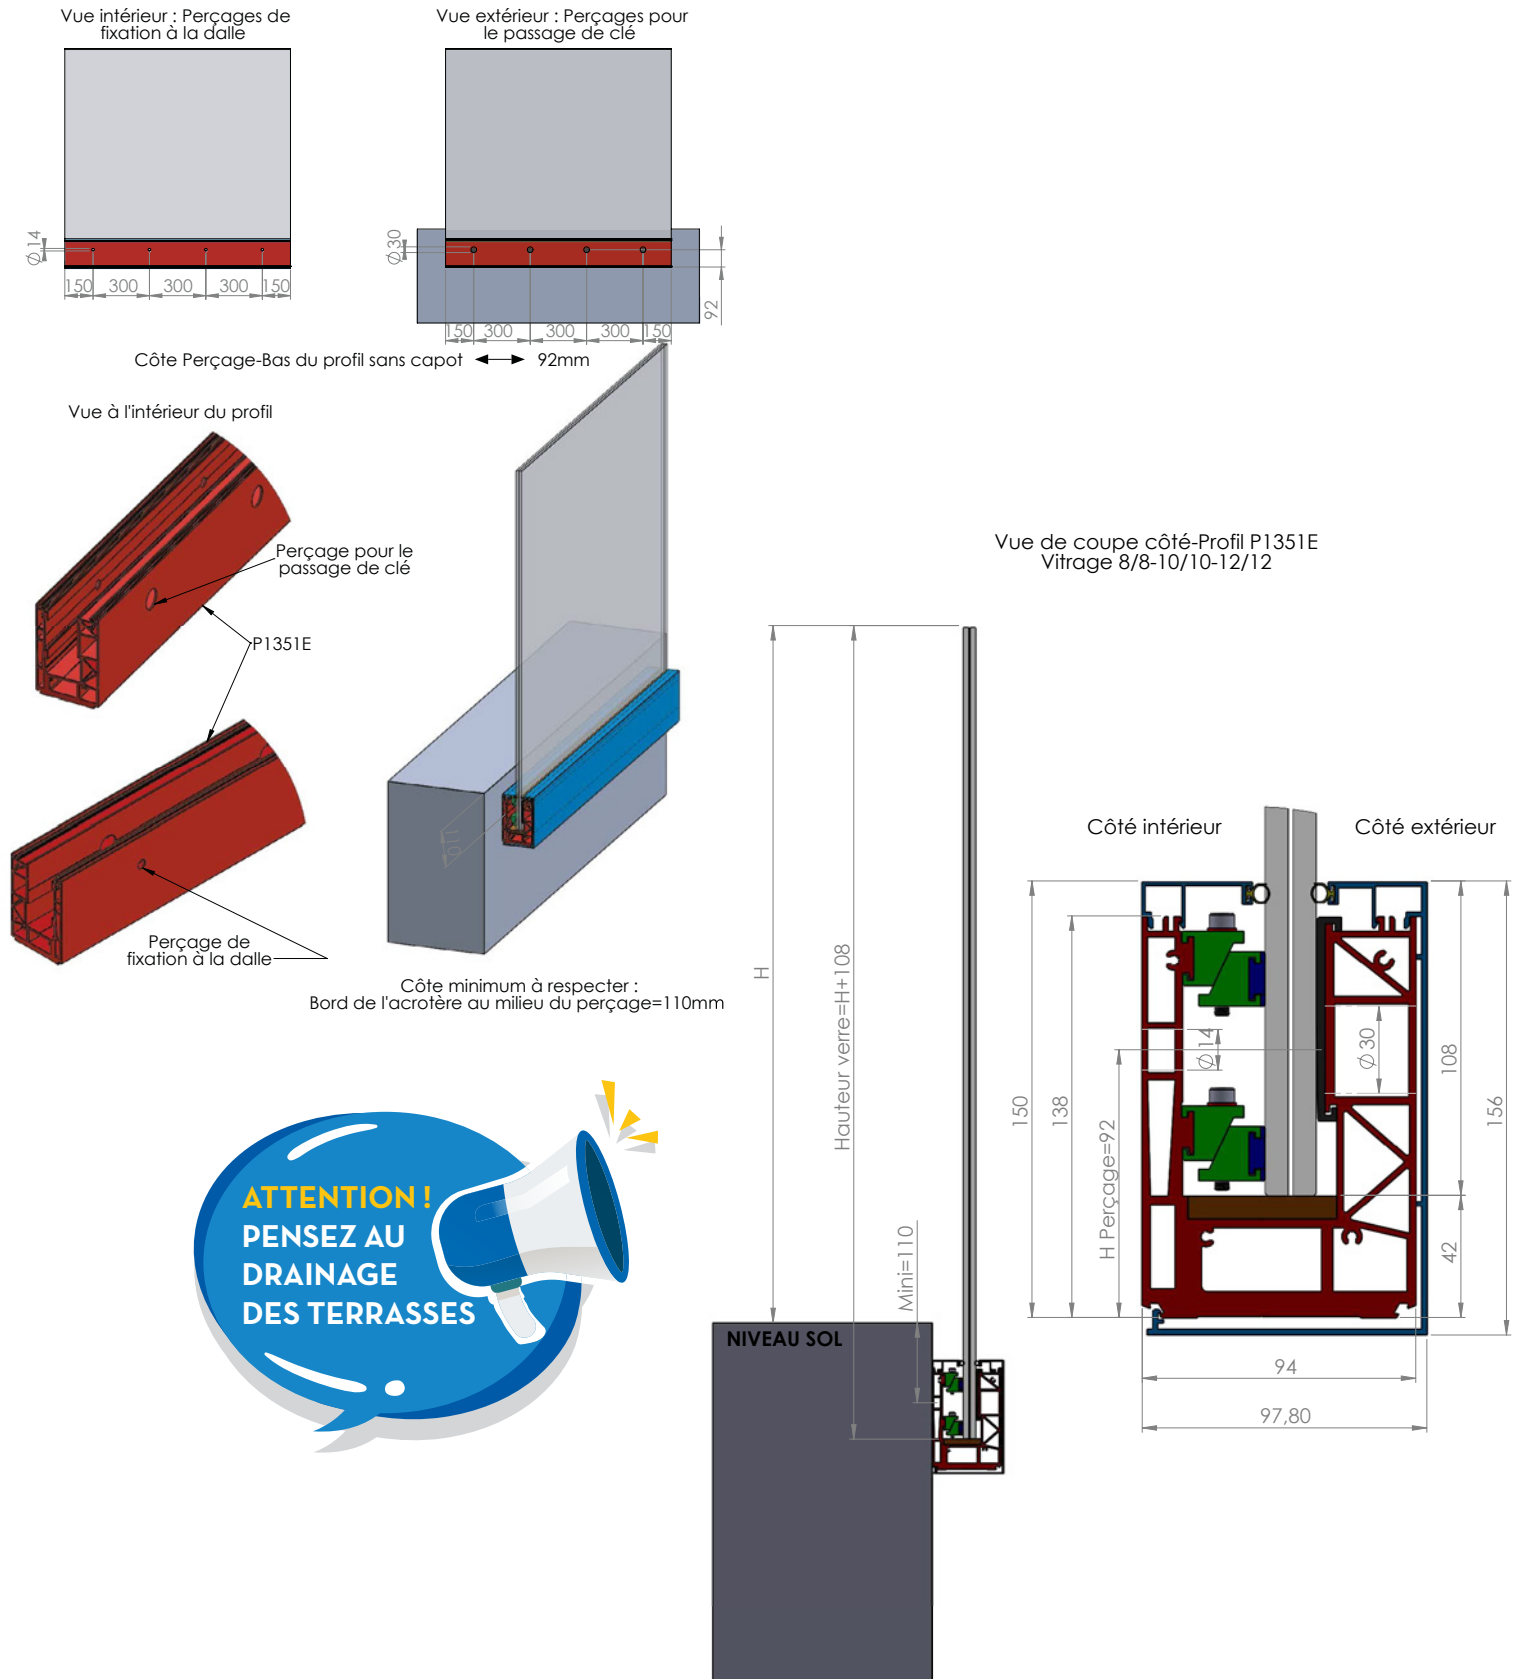 Vue intérieur : Perçages de
fixation à la dalle
Vue extérieur : Perçages pour
le passage de clé
Ø 14
150
300
300
300
150
Ø 30
150
300
300
300
150
92
Côte Perçage-Bas du profil sans capot
92mm
Vue à l'intérieur du profil
Perçage pour le
passage de clé
P1351E
Perçage de
fixation à la dalle
110
Côte minimum à respecter :
Bord de l'acrotère au milieu du perçage=110mm
Vue de coupe côté-Profil P1351E
Vitrage 8/8-10/10-12/12
Côté intérieur
Côté extérieur
H
Hauteur verre=H+108
Mini=110
NIVEAU SOL
150
138
H Perçage=92
Ø 14
Ø 30
108
42
156
94
97,80
ATTENTION !
PENSEZ AU
DRAINAGE
DES TERRASSES